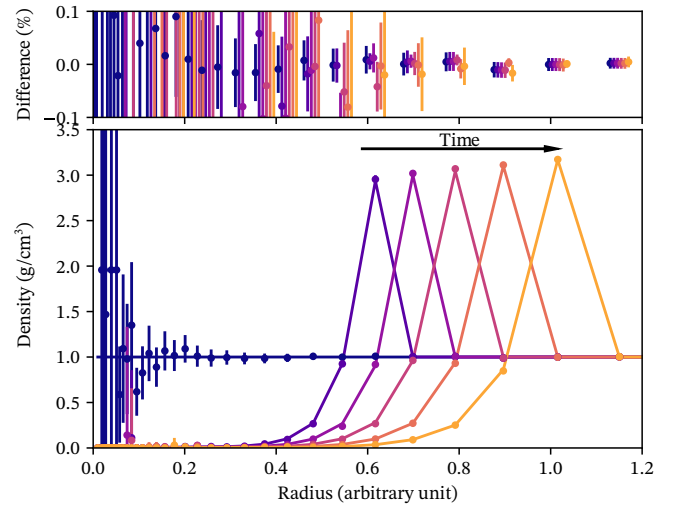 Difference (%)
0.1
0.0
−0.1
Density (g/cm³)
3.5
3.0
2.0
1.5
1.0
0.5
0.0
Time
0.0 0.2 0.4 0.6 0.8 1.0 1.2
Radius (arbitrary unit)